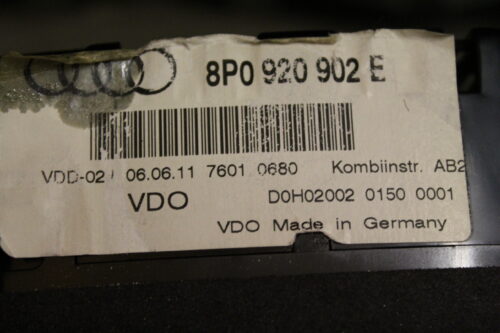 8P0 920 902 E
VDD-02 06.06.11 7601 0680 Kombiinstr. AB2
VDO D0H02002 0150 0001
VDO Made in Germany